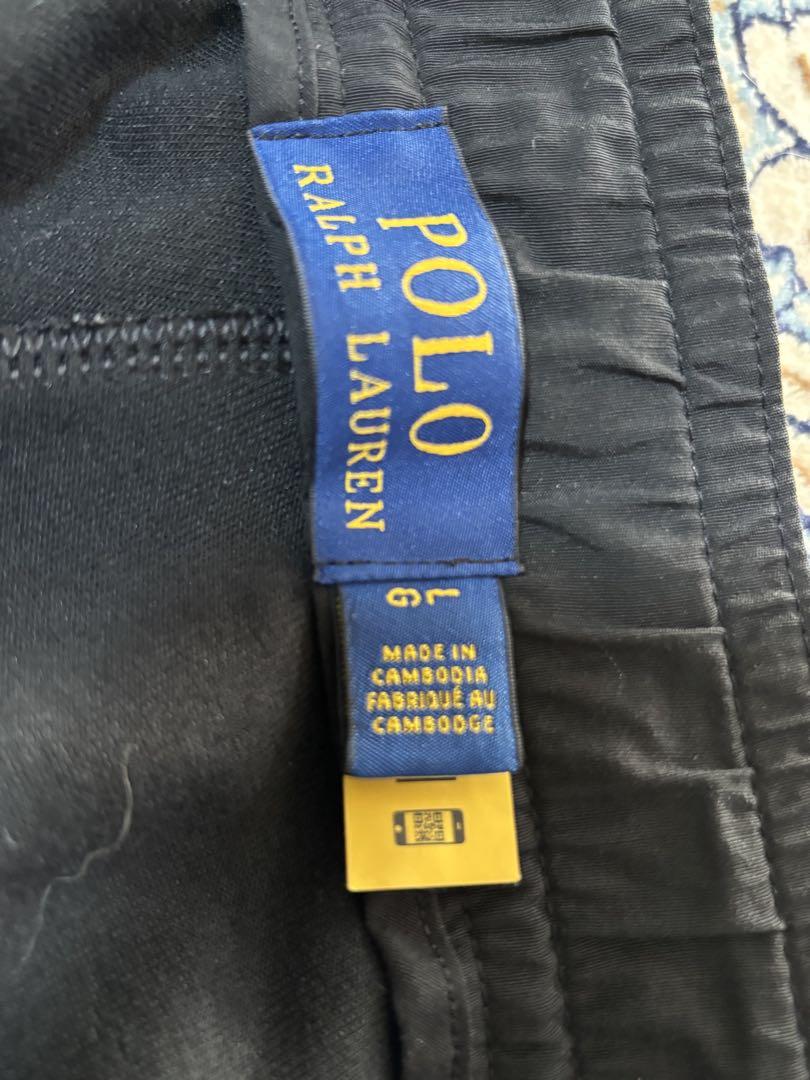 POLO
RALPH LAUREN
L
G
MADE IN
CAMBODIA
FABRIQUÉ AU
CAMBODGE